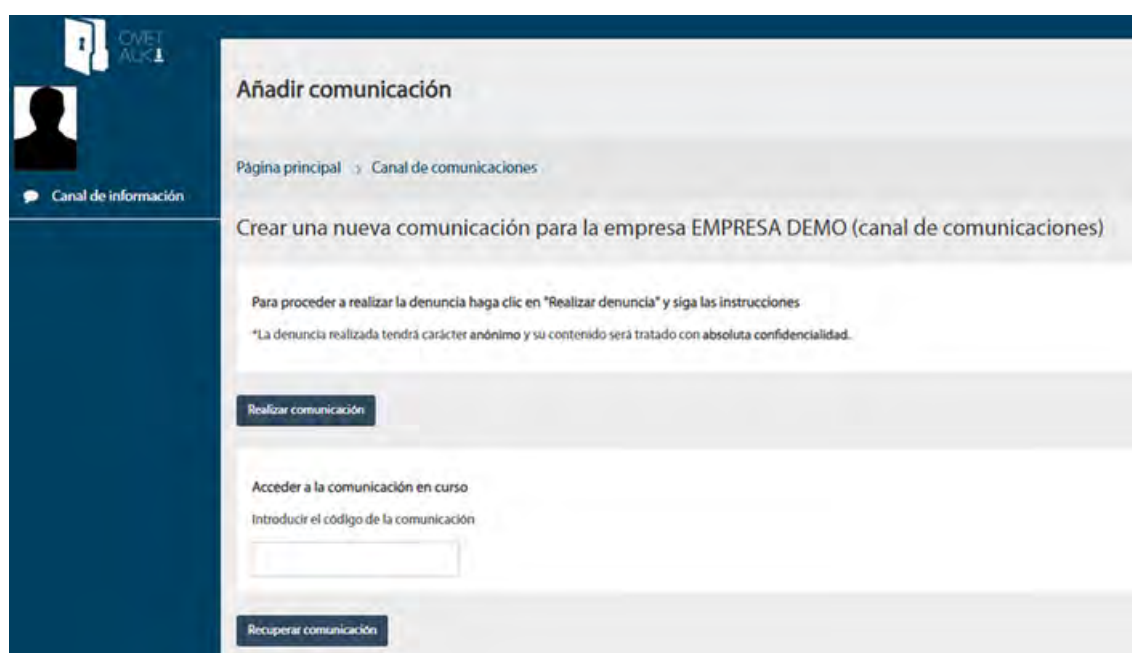 Añadir comunicación
Página principal > Canal de comunicaciones
Canal de información
Crear una nueva comunicación para la empresa EMPRESA DEMO (canal de comunicaciones)
Para proceder a realizar la denuncia haga clic en "Realizar denuncia" y siga las instrucciones
*La denuncia realizada tendrá carácter anónimo y su contenido será tratado con absoluta confidencialidad.
Realizar comunicación
Acceder a la comunicación en curso
Introducir el código de la comunicación
Recuperar comunicación